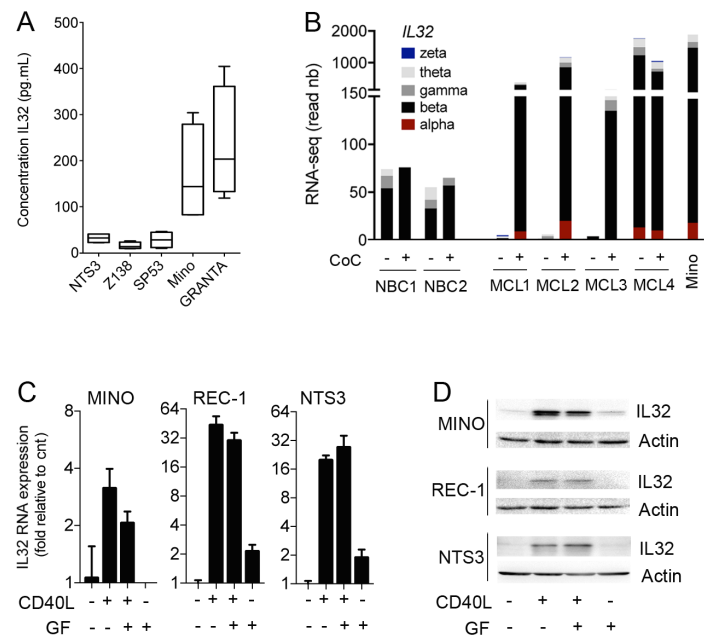 A
Concentration IL32 (pg.mL)
500
400
300
200
100
0
NTS3
Z138
SP53
Mino
GRANTA
B
RNA-seq (read nb)
2000
1000
150
100
50
0
IL32
zeta
theta
gamma
beta
alpha
CoC - + - + - + - + - + - +
NBC1 NBC2 MCL1 MCL2 MCL3 MCL4 Mino
C
IL32 RNA expression
(fold relative to cnt)
MINO
8
4
2
1
REC-1
64
32
16
8
4
2
1
NTS3
64
32
16
8
4
2
1
CD40L - + + - - + + - - + + -
GF - - + + - - + + - - + +
D
MINO
IL32
Actin
REC-1
IL32
Actin
NTS3
IL32
Actin
CD40L - + + -
GF - - + +